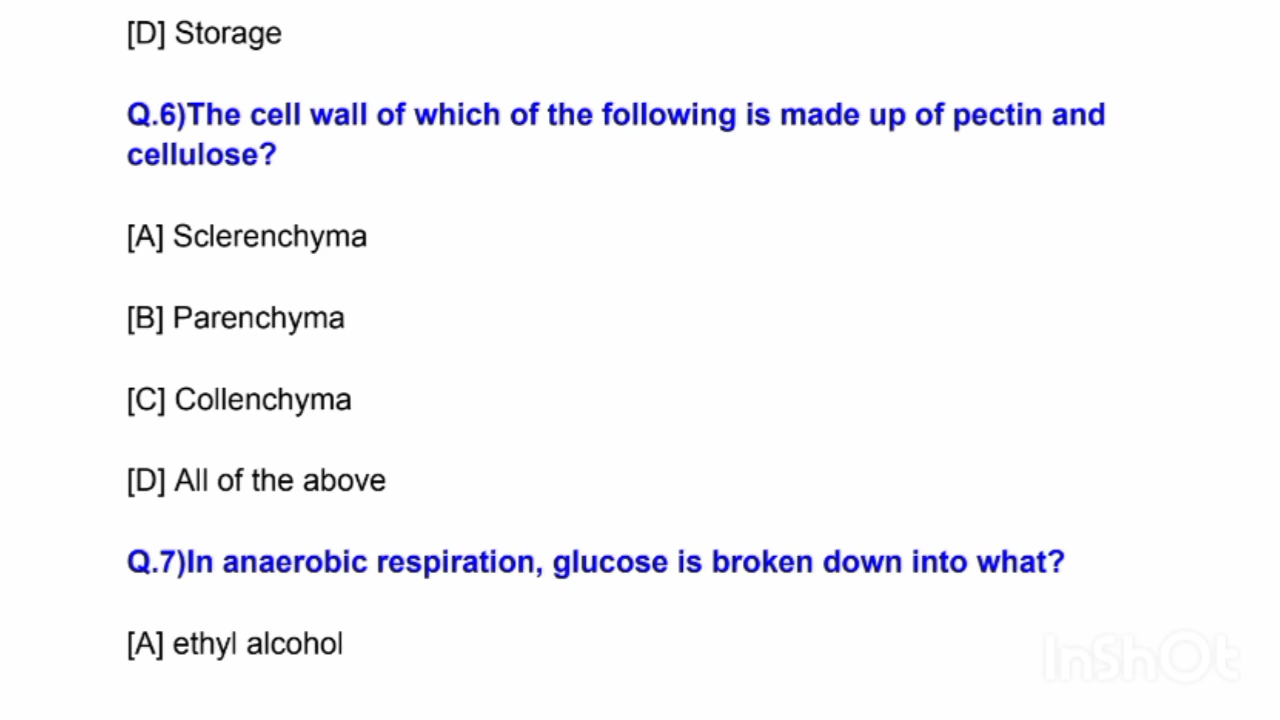 [D] Storage
Q.6)The cell wall of which of the following is made up of pectin and
cellulose?
[A] Sclerenchyma
[B] Parenchyma
[C] Collenchyma
[D] All of the above
Q.7)In anaerobic respiration, glucose is broken down into what?
[A] ethyl alcohol
InShOt